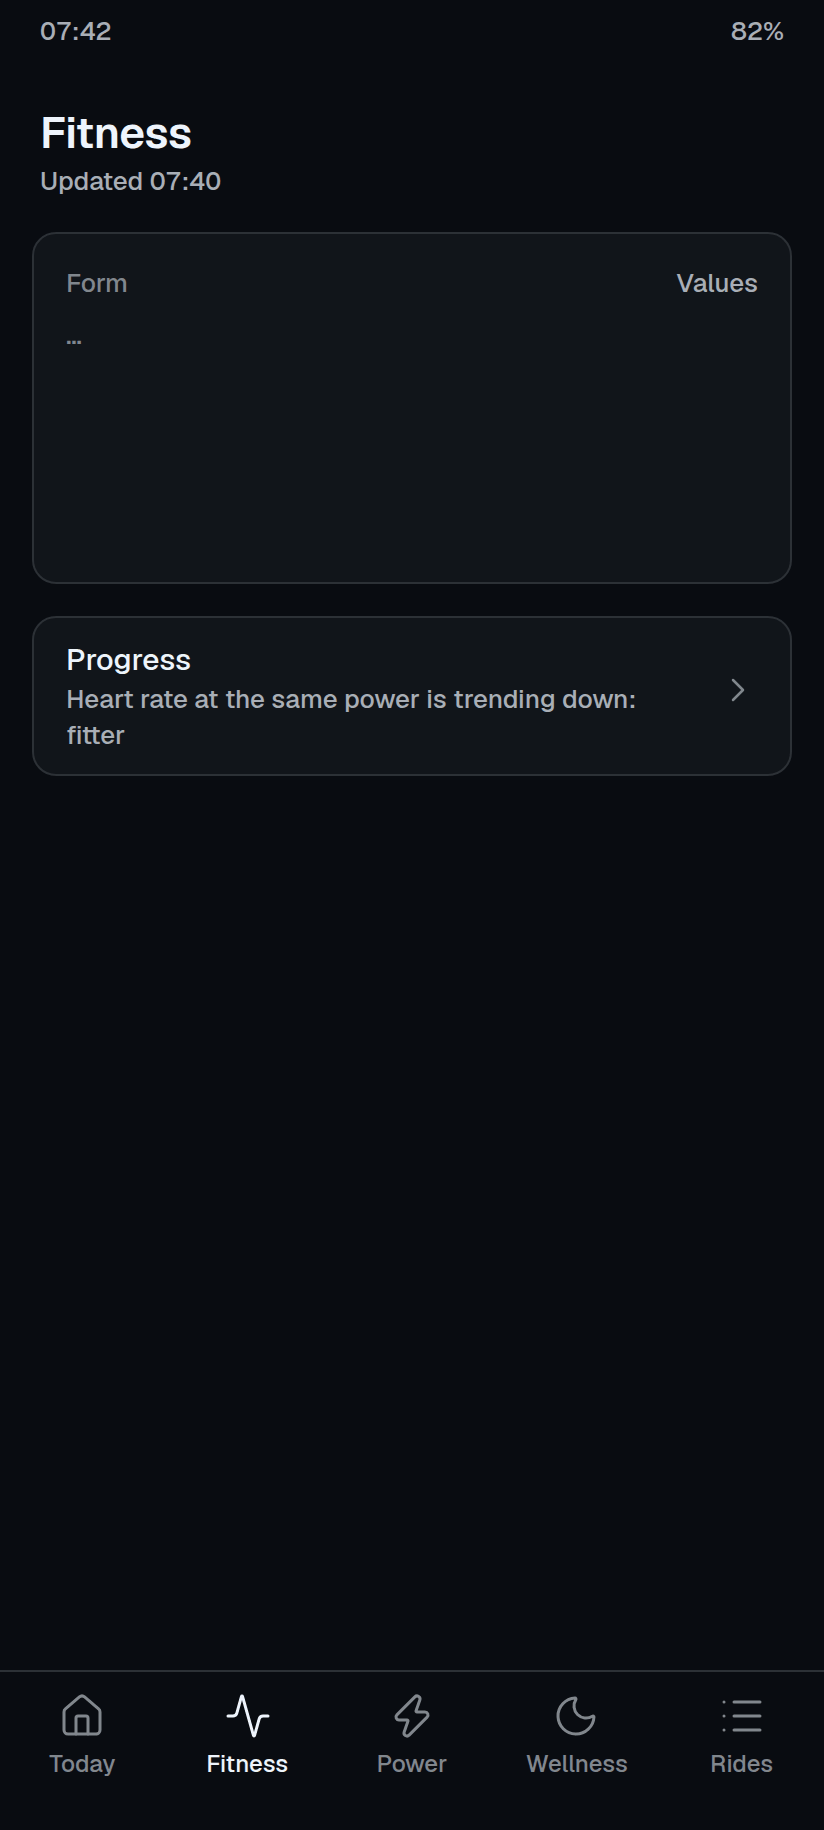 07:42 82%
Fitness
Updated 07:40
Form Values
...
Progress
Heart rate at the same power is trending down:
fitter
Today Fitness Power Wellness Rides